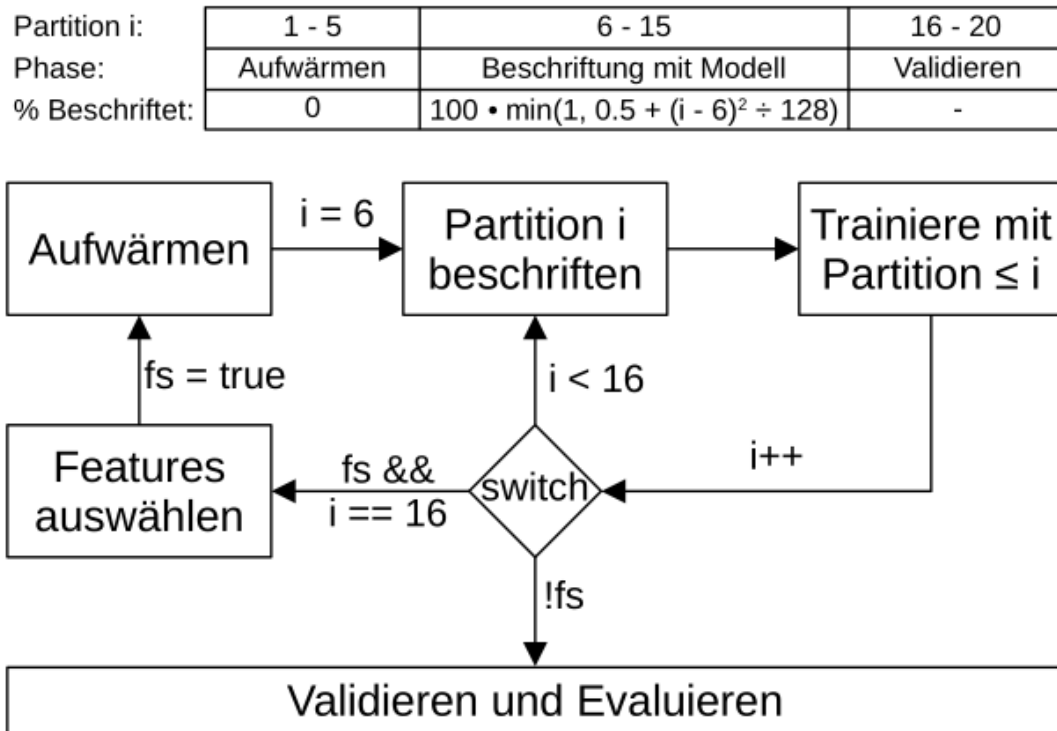 Partition i: 1 - 5 6 - 15 16 - 20
Phase: Aufwärmen Beschriftung mit Modell Validieren
% Beschriftet: 0 100 • min(1, 0.5 + (i - 6)² ÷ 128) -
Aufwärmen
i = 6
Partition i
beschriften
Trainiere mit
Partition ≤ i
fs = true
i < 16
i++
Features
auswählen
fs &&
i == 16
switch
!fs
Validieren und Evaluieren